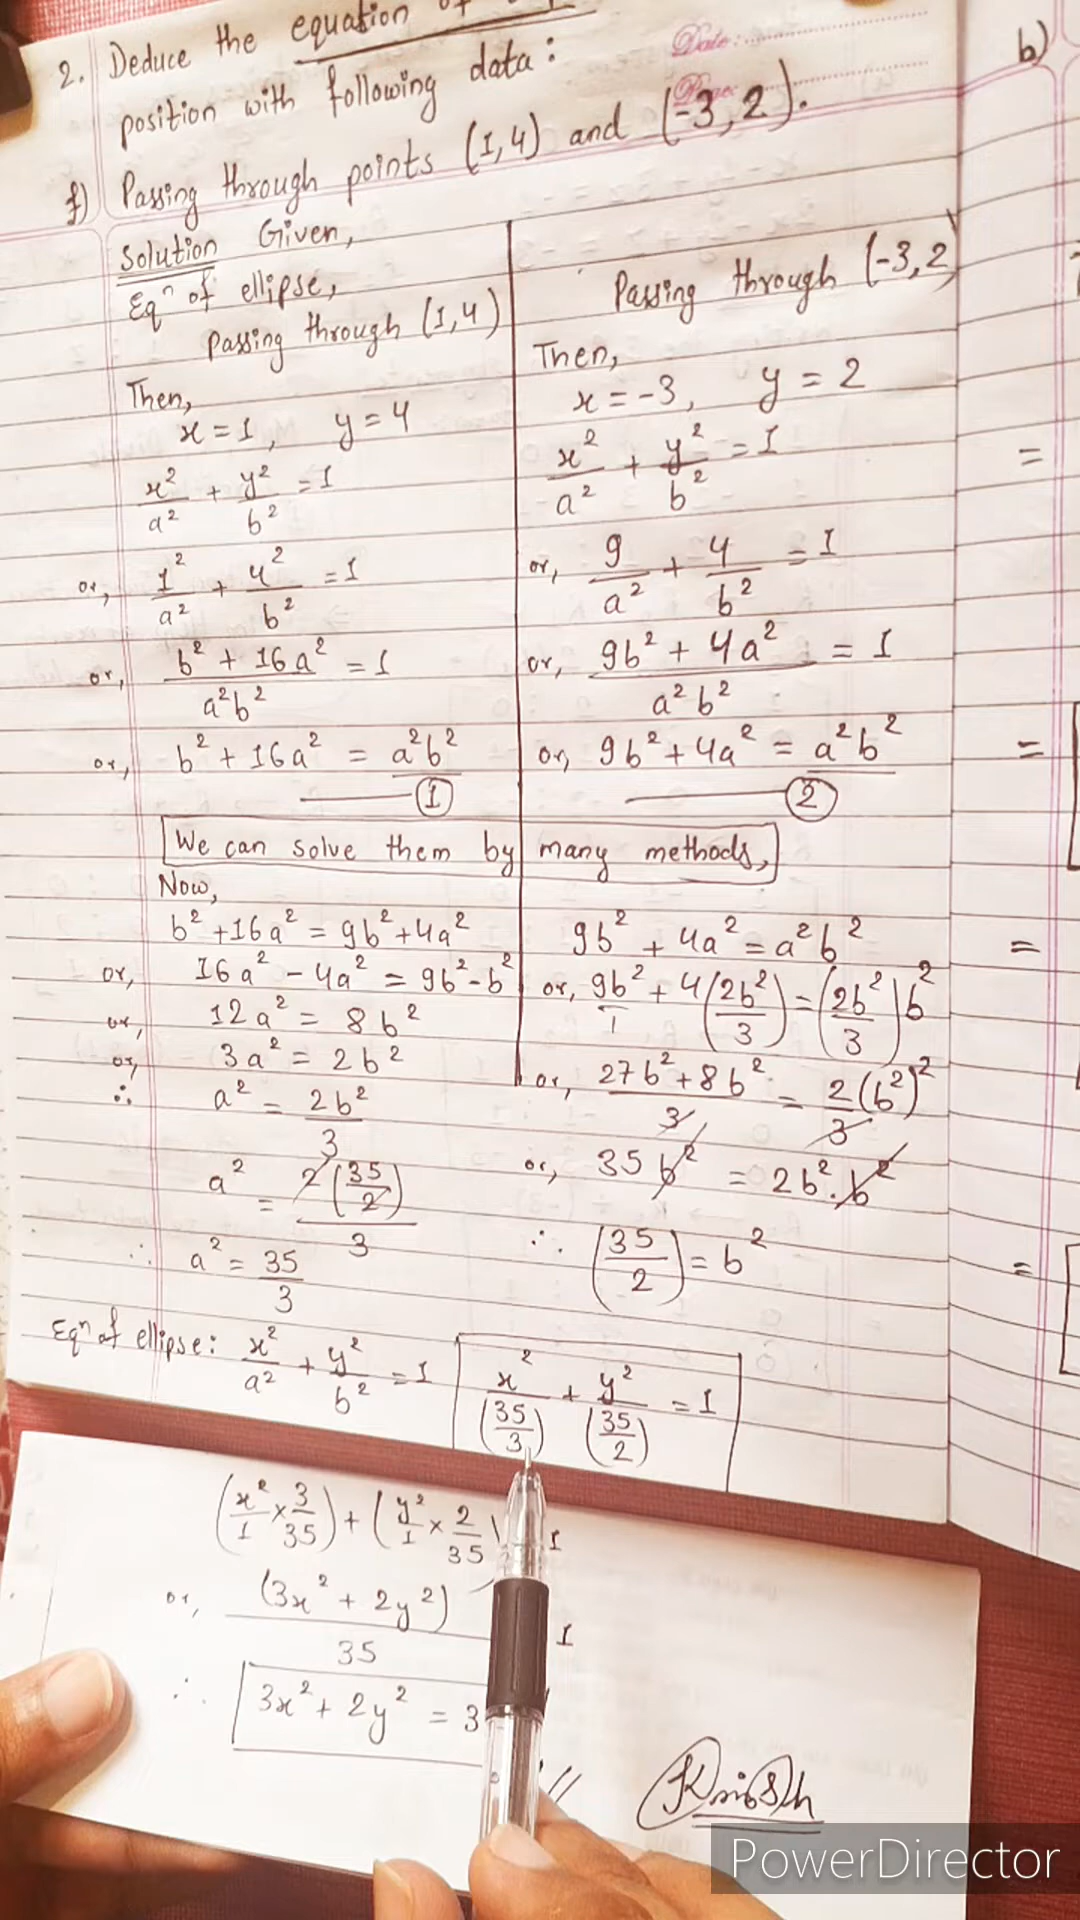 2. Deduce the equation of
position with following data:
Date:
Page:
f) Passing through points (1,4) and (-3,2).
b)
Solution Given,
Eqⁿ of ellipse,
Passing through (1,4)
Then,
x = 1, y = 4
x²/a² + y²/b² = 1
or, 1²/a² + 4²/b² = 1
or, (b² + 16a²)/(a²b²) = 1
or, b² + 16a² = a²b²
①
Passing through (-3,2
Then,
x = -3, y = 2
x²/a² + y²/b² = 1
or, 9/a² + 4/b² = 1
or, (9b² + 4a²)/(a²b²) = 1
or, 9b² + 4a² = a²b²
②
We can solve them by many methods,
Now,
b² + 16a² = 9b² + 4a²
or, 16a² - 4a² = 9b² - b²
or, 12a² = 8b²
or, 3a² = 2b²
∴ a² = 2b²/3
a² = 2(35/2)/3
∴ a² = 35/3
9b² + 4a² = a²b²
or, 9b²/1 + 4(2b²/3) = (2b²/3)b²
or, (27b² + 8b²)/3 = 2(b²)²/3
or, 35b² = 2b².b²
∴ (35/2) = b²
Eqⁿ of ellipse: x²/a² + y²/b² = 1
x²/(35/3) + y²/(35/2) = 1
(x²/1 × 3/35) + (y²/1 × 2/35) 1
or, (3x² + 2y²)/35 1
∴ 3x² + 2y² = 3
PowerDirector